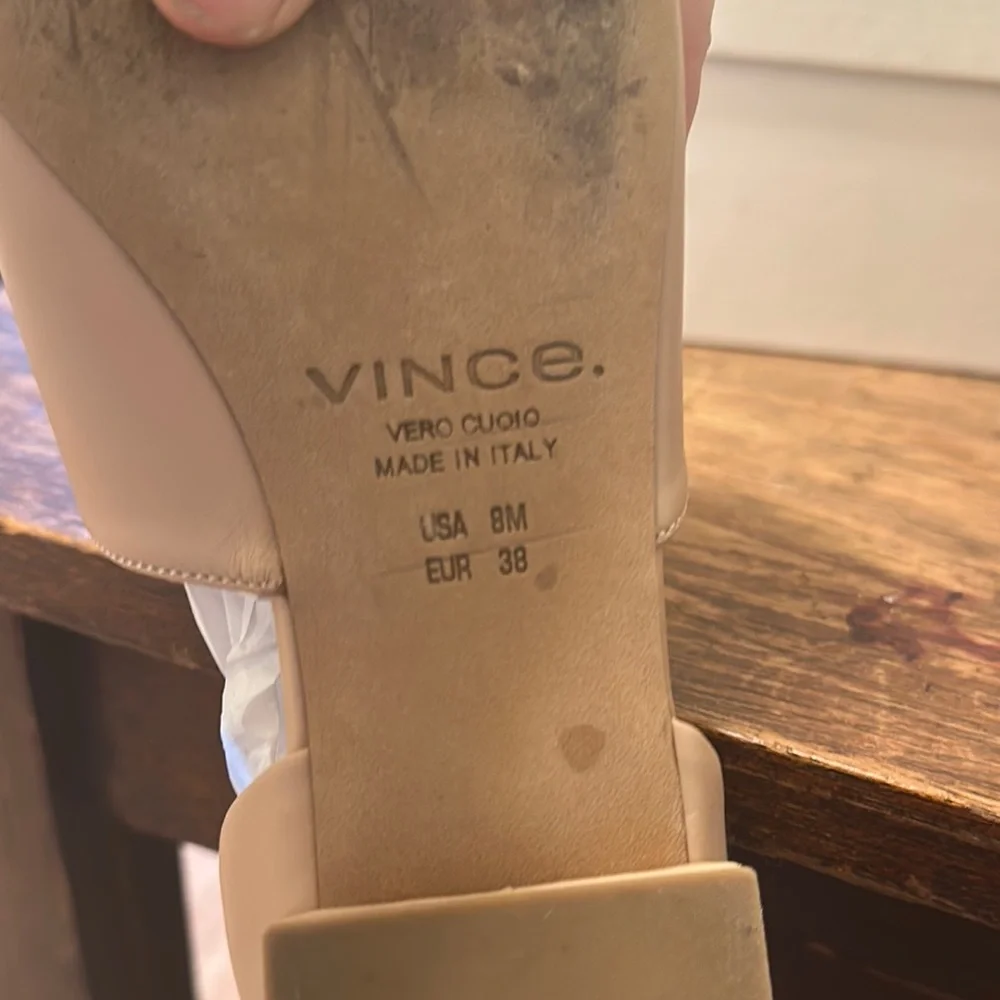 VINCe.
VERO CUOIO
MADE IN ITALY
USA 8M
EUR 38